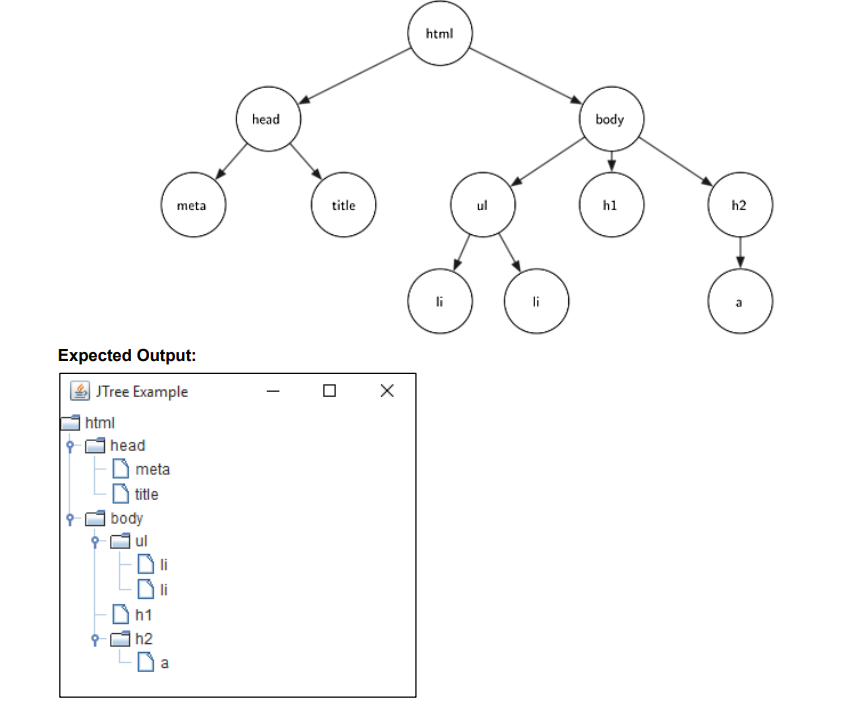 html
head
body
meta
title
ul
h1
h2
li
li
a
Expected Output:
JTree Example
html
head
meta
title
body
ul
li
li
h1
h2
a